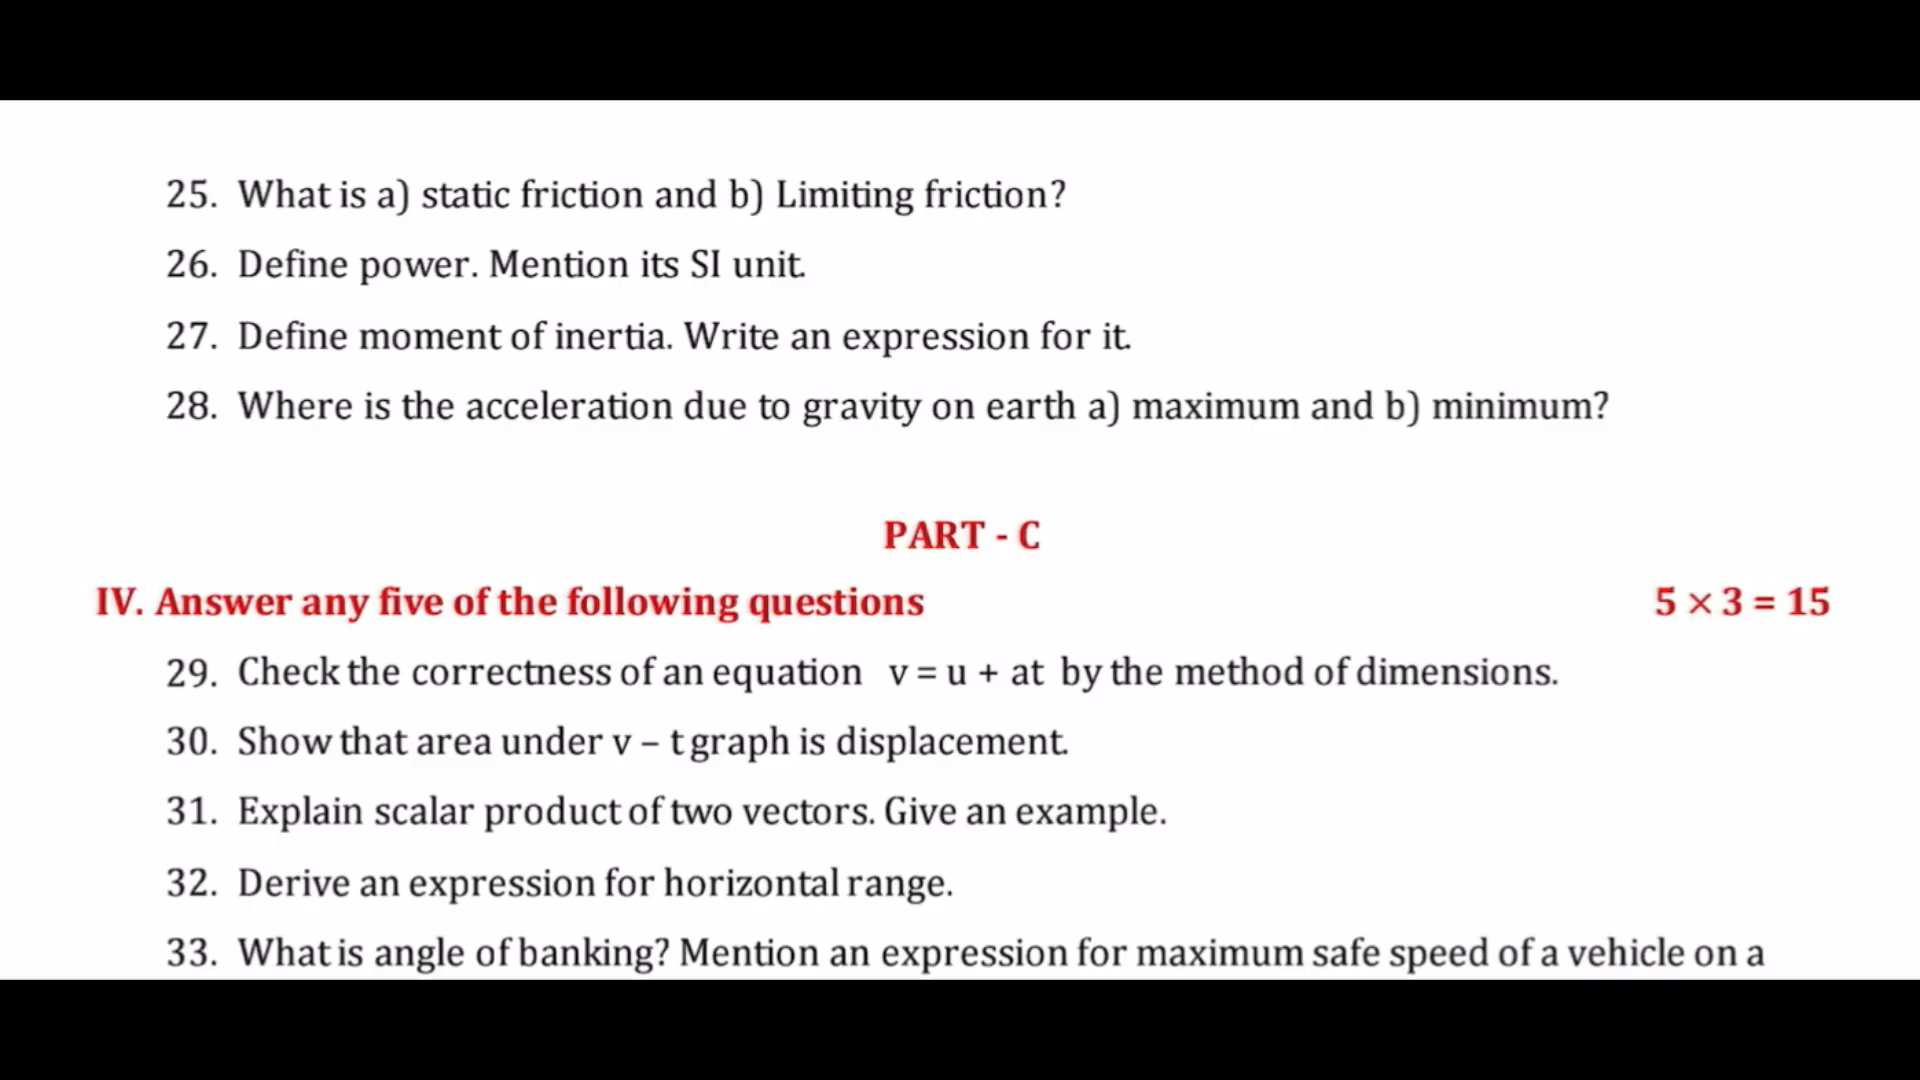 25. What is a) static friction and b) Limiting friction?
26. Define power. Mention its SI unit.
27. Define moment of inertia. Write an expression for it.
28. Where is the acceleration due to gravity on earth a) maximum and b) minimum?
PART - C
IV. Answer any five of the following questions 5 × 3 = 15
29. Check the correctness of an equation v = u + at by the method of dimensions.
30. Show that area under v – t graph is displacement.
31. Explain scalar product of two vectors. Give an example.
32. Derive an expression for horizontal range.
33. What is angle of banking? Mention an expression for maximum safe speed of a vehicle on a